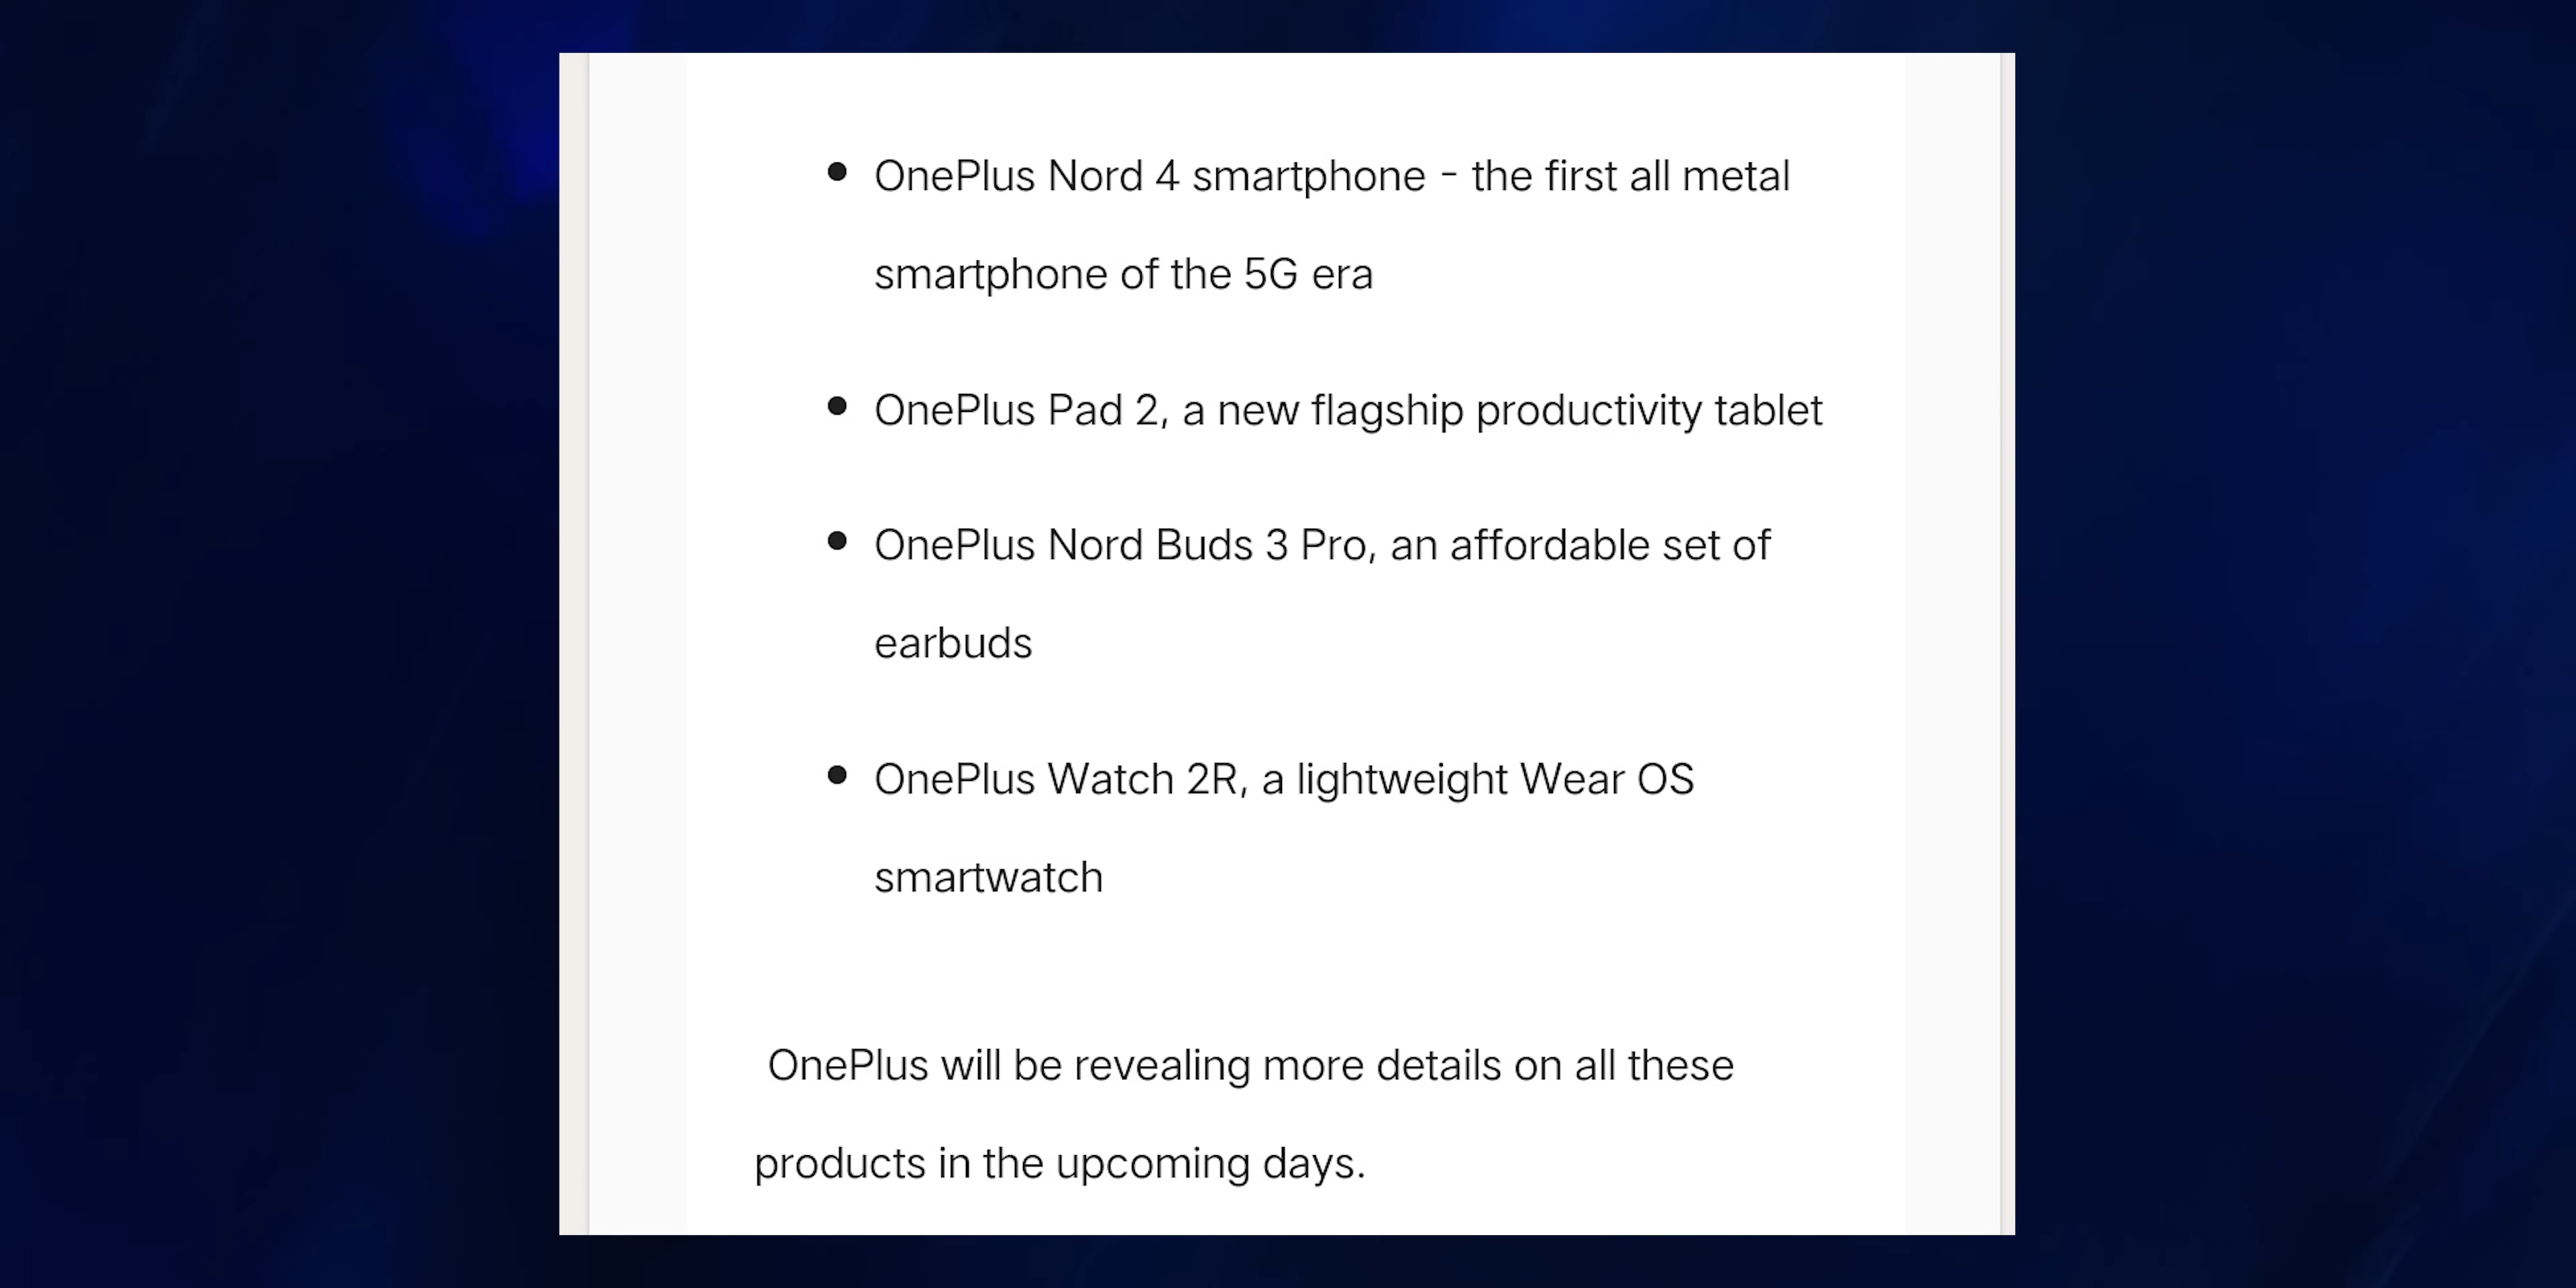 • OnePlus Nord 4 smartphone - the first all metal
smartphone of the 5G era
• OnePlus Pad 2, a new flagship productivity tablet
• OnePlus Nord Buds 3 Pro, an affordable set of
earbuds
• OnePlus Watch 2R, a lightweight Wear OS
smartwatch
OnePlus will be revealing more details on all these
products in the upcoming days.